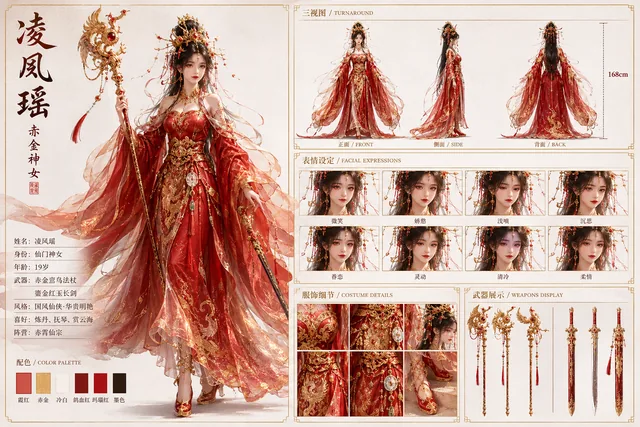 凌凤瑶
赤金神女
姓名：凌凤瑶
身份：仙门神女
年龄：19岁
武器：赤金鸾鸟法杖
鎏金红玉长剑
风格：国风仙侠·华贵明艳
喜好：炼丹、抚琴、赏云海
阵营：赤霄仙宗
配色 / COLOR PALETTE
霞红 赤金 冷白 鸽血红 玛瑙红 墨色
三视图 / TURNAROUND
168cm
正面 / FRONT
侧面 / SIDE
背面 / BACK
表情设定 / FACIAL EXPRESSIONS
微笑
娇憨
浅嗔
沉思
眷恋
灵动
清冷
柔情
服饰细节 / COSTUME DETAILS
武器展示 / WEAPONS DISPLAY